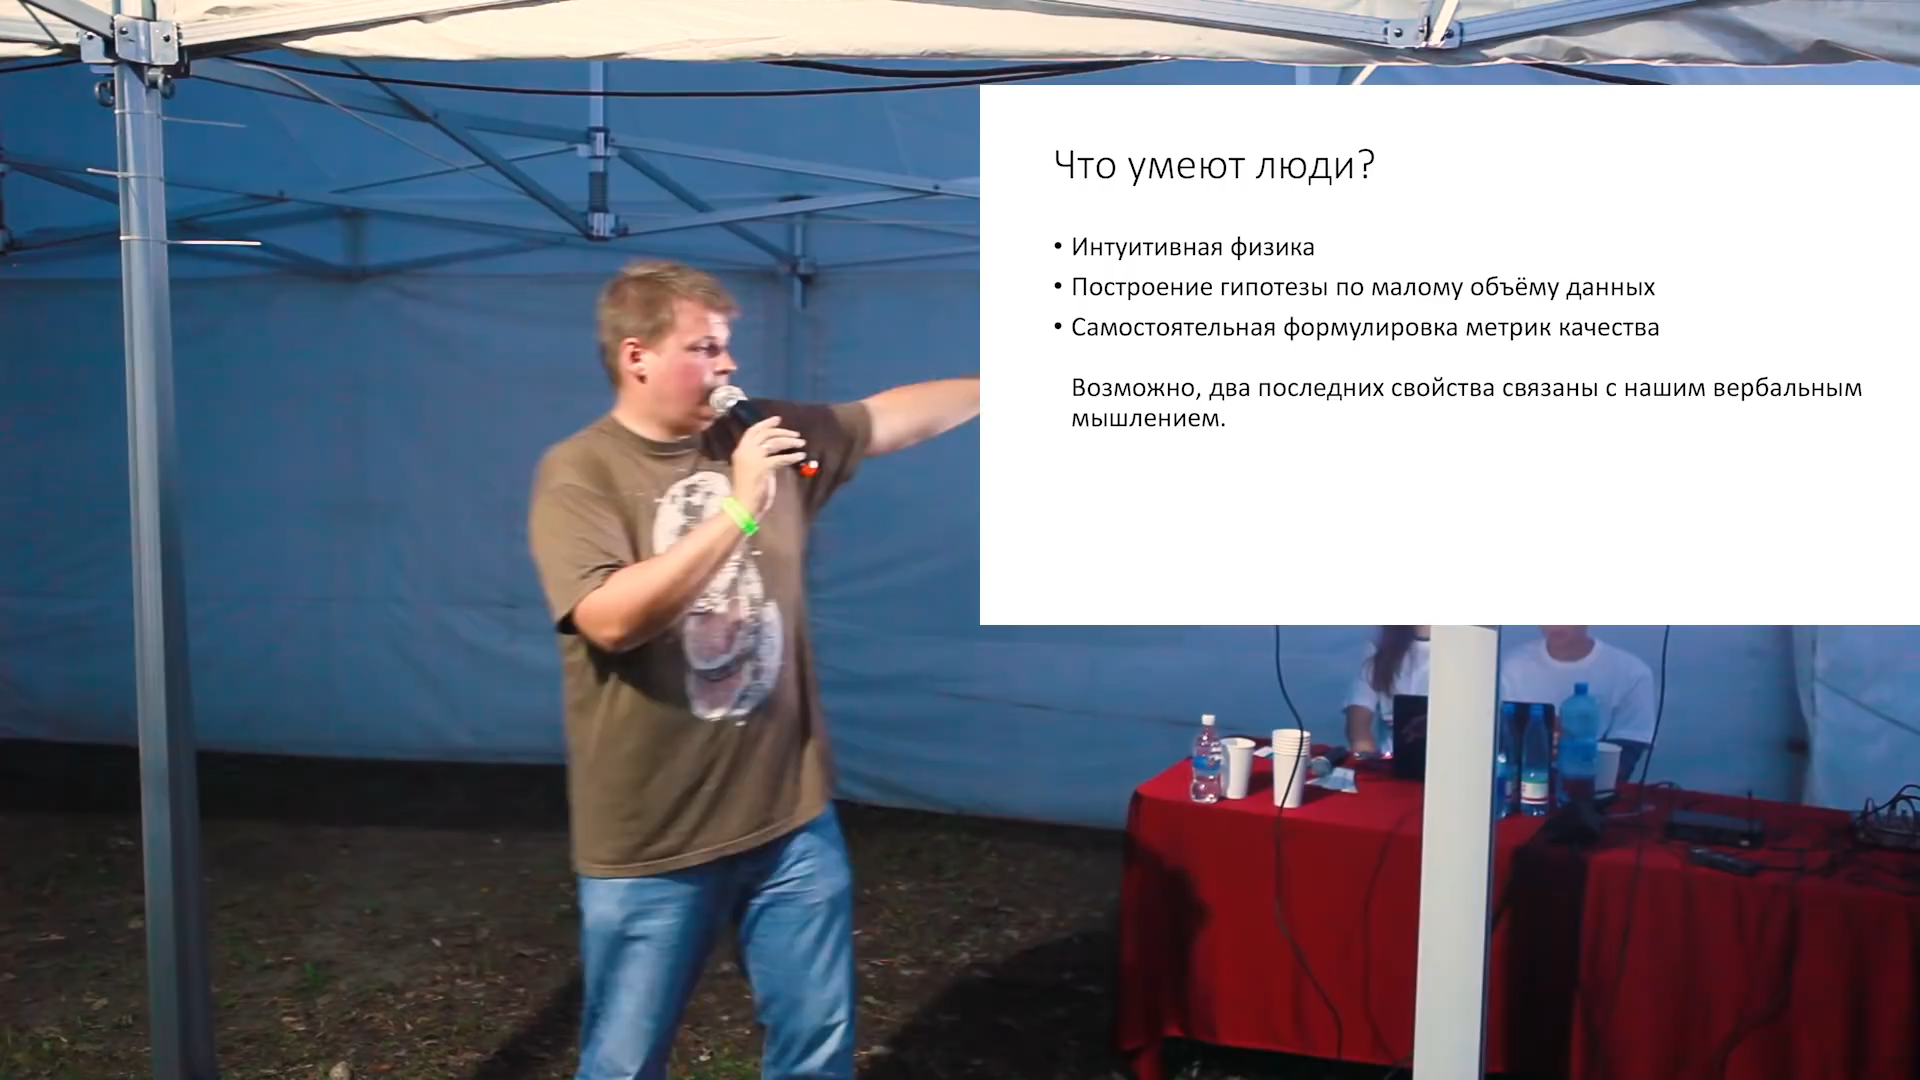 Что умеют люди?
• Интуитивная физика
• Построение гипотезы по малому объёму данных
• Самостоятельная формулировка метрик качества
Возможно, два последних свойства связаны с нашим вербальным
мышлением.